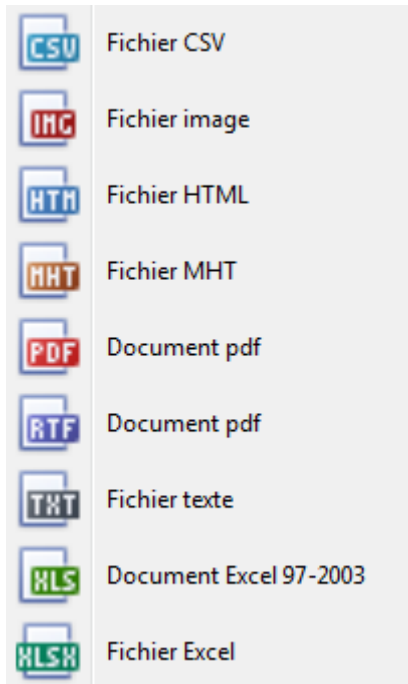 CSV Fichier CSV
IMG Fichier image
HTM Fichier HTML
MHT Fichier MHT
PDF Document pdf
RTF Document pdf
TXT Fichier texte
XLS Document Excel 97-2003
XLSX Fichier Excel